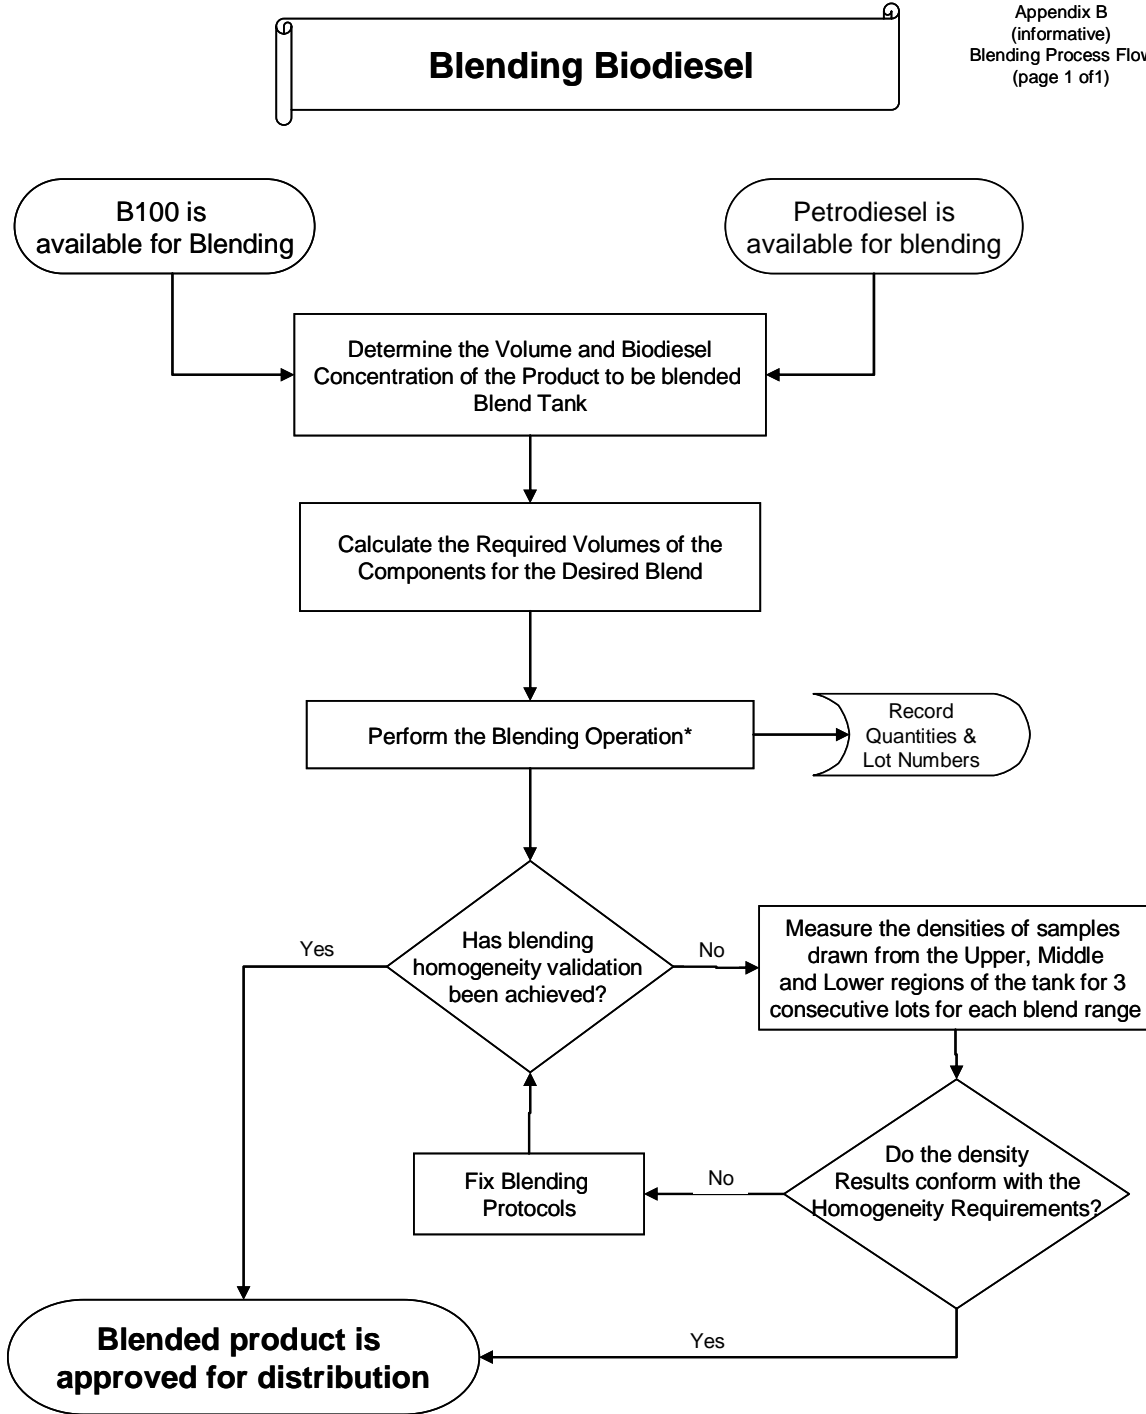 Appendix B
(informative)
Blending Process Flow
(page 1 of1)
Blending Biodiesel
B100 is
available for Blending
Petrodiesel is
available for blending
Determine the Volume and Biodiesel
Concentration of the Product to be blended
Blend Tank
Calculate the Required Volumes of the
Components for the Desired Blend
Perform the Blending Operation*
Record
Quantities &
Lot Numbers
Has blending
homogeneity validation
been achieved?
Yes
No
Measure the densities of samples
drawn from the Upper, Middle
and Lower regions of the tank for 3
consecutive lots for each blend range
Do the density
Results conform with the
Homogeneity Requirements?
No
Fix Blending
Protocols
Yes
Blended product is
approved for distribution